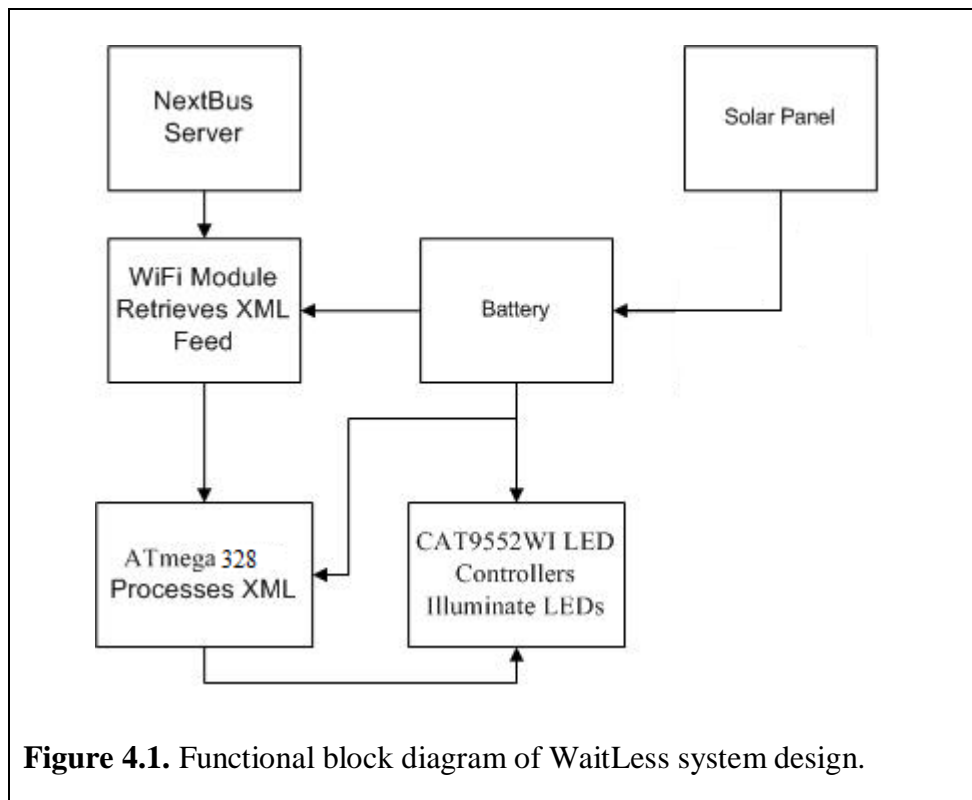 NextBus
Server
Solar Panel
WiFi Module
Retrieves XML
Feed
Battery
ATmega 328
Processes XML
CAT9552WI LED
Controllers
Illuminate LEDs
Figure 4.1. Functional block diagram of WaitLess system design.